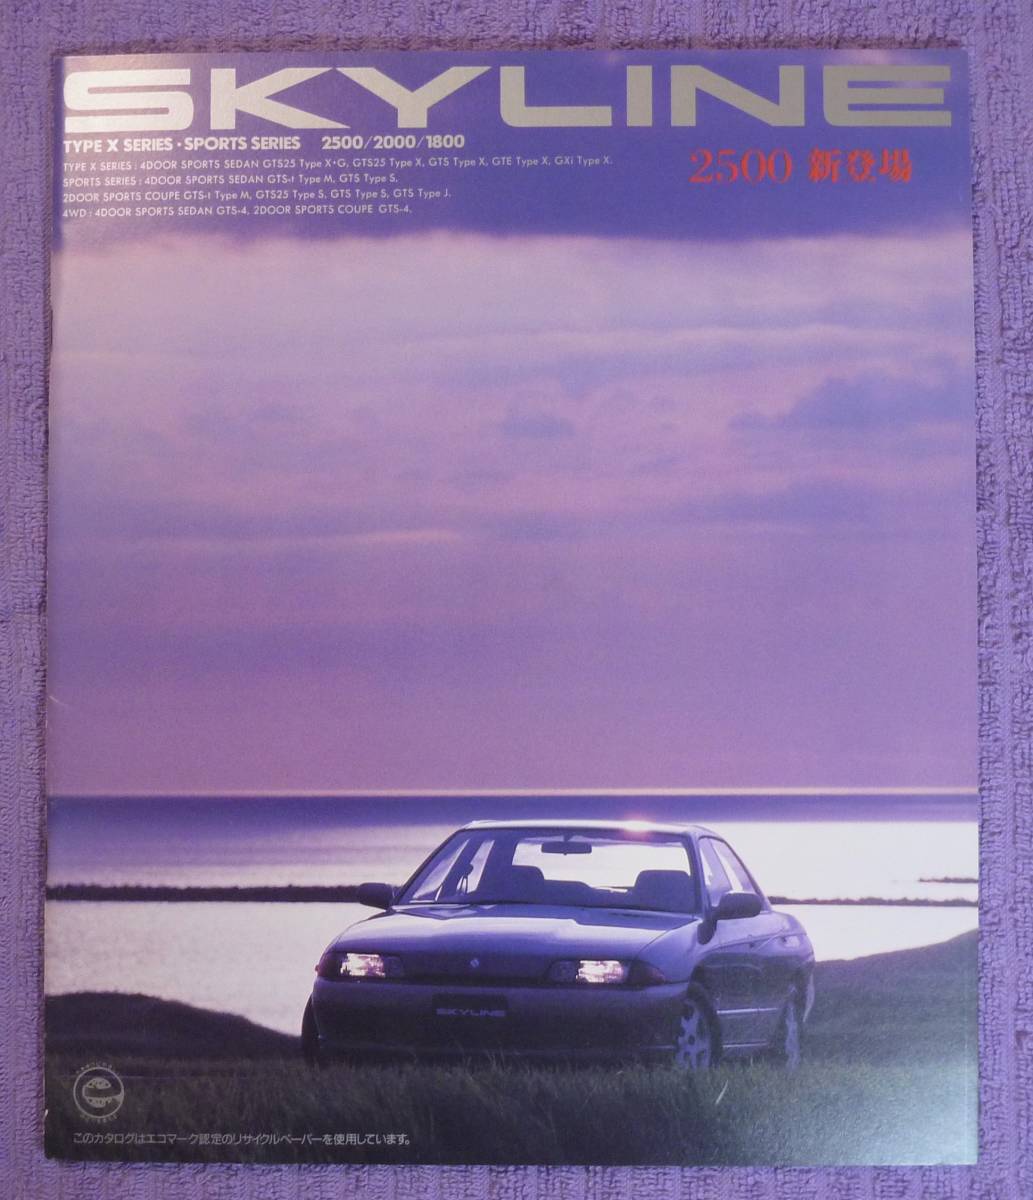 SKYLINE
TYPE X SERIES・SPORTS SERIES 2500/2000/1800
TYPE X SERIES : 4DOOR SPORTS SEDAN GTS25 Type X・G, GTS25 Type X, GTS Type X, GTE Type X, GXi Type X.
SPORTS SERIES : 4DOOR SPORTS SEDAN GTS-t Type M, GTS Type S.
2DOOR SPORTS COUPE GTS-t Type M, GTS25 Type S, GTS Type S, GTS Type J.
4WD : 4DOOR SPORTS SEDAN GTS-4, 2DOOR SPORTS COUPE GTS-4.
2500 新登場
SKYLINE
このカタログはエコマーク認定のリサイクルペーパーを使用しています。